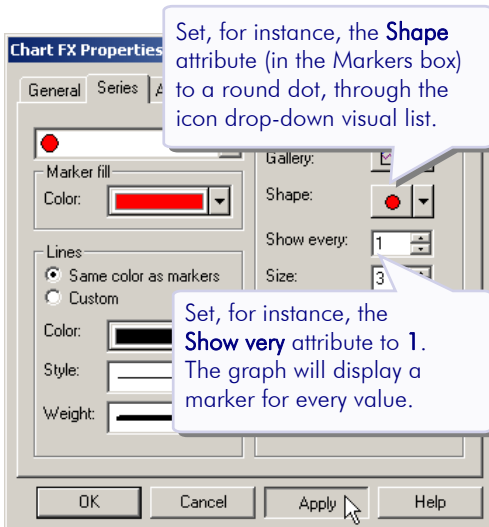 Set, for instance, the Shape
attribute (in the Markers box)
to a round dot, through the
icon drop-down visual list.
Chart FX Properties
General Series A
Gallery:
Marker fill
Color:
Shape:
Show every: 1
Size: 3
Lines
Same color as markers
Custom
Color:
Style:
Weight:
Set, for instance, the
Show very attribute to 1.
The graph will display a
marker for every value.
OK Cancel Apply Help